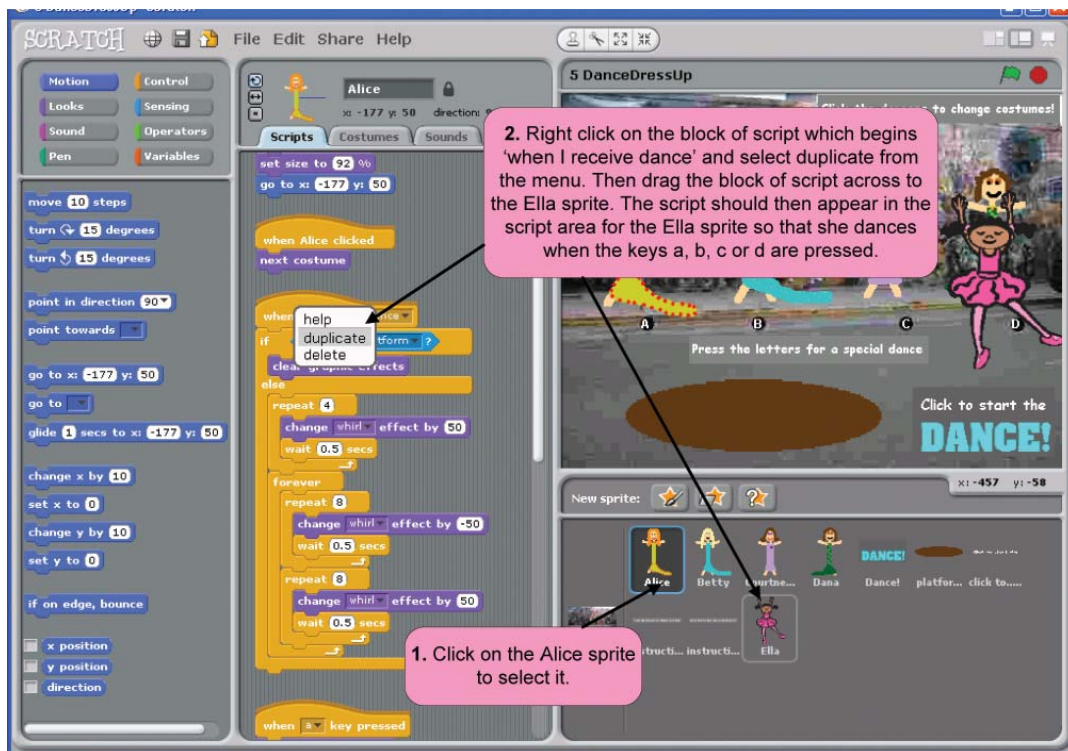 5 DanceDressUp - Scratch
SCRATCH
File Edit Share Help
Motion Control
Looks Sensing
Sound Operators
Pen Variables
move 10 steps
turn 15 degrees
turn 15 degrees
point in direction 90
point towards
go to x: -177 y: 50
go to
glide 1 secs to x: -177 y: 50
change x by 10
set x to 0
change y by 10
set y to 0
if on edge, bounce
x position
y position
direction
Alice
x: -177 y: 50 direction:
Scripts Costumes Sounds
set size to 92 %
go to x: -177 y: 50
when Alice clicked
next costume
when
help
duplicate
delete
if
?
clear graphic effects
else
repeat 4
change whirl effect by 50
wait 0.5 secs
forever
repeat 8
change whirl effect by -50
wait 0.5 secs
repeat 8
change whirl effect by 50
wait 0.5 secs
when a key pressed
5 DanceDressUp
to change costumes!
2. Right click on the block of script which begins
‘when I receive dance’ and select duplicate from
the menu. Then drag the block of script across to
the Ella sprite. The script should then appear in the
script area for the Ella sprite so that she dances
when the keys a, b, c or d are pressed.
A B C D
Press the letters for a special dance
Click to start the
DANCE!
x: -457 y: -58
New sprite:
DANCE!
Alice Betty Courtne... Dana Dance! platfor... click to.....
instructi... Ella
1. Click on the Alice sprite
to select it.